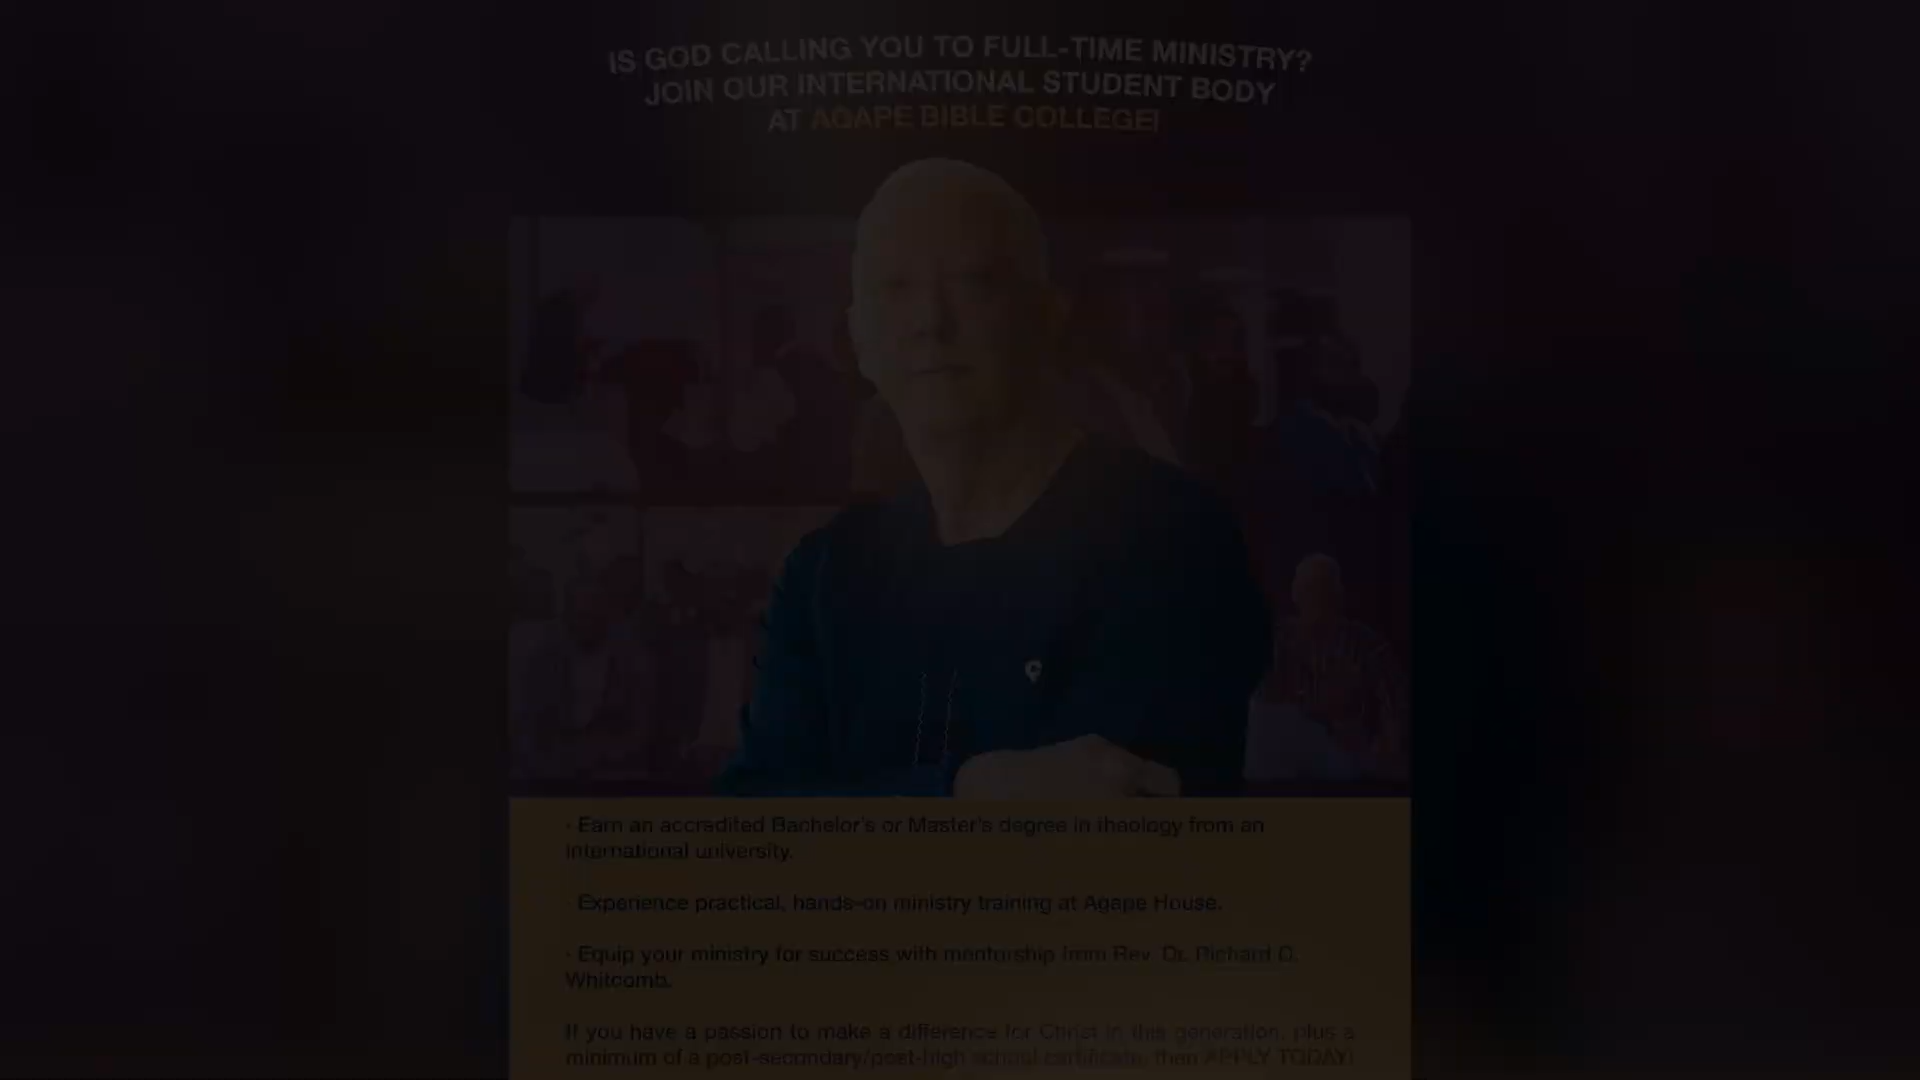 IS GOD CALLING YOU TO FULL-TIME MINISTRY?
JOIN OUR INTERNATIONAL STUDENT BODY
AT AGAPE BIBLE COLLEGE!
· Earn an accredited Bachelor's or Master's degree in theology from an
international university.
· Experience practical, hands-on ministry training at Agape House.
· Equip your ministry for success with mentorship from Rev. Dr. Richard D.
Whitcomb.
If you have a passion to make a difference for Christ in this generation, plus a
minimum of a post-secondary/post-high school certificate, then APPLY TODAY!